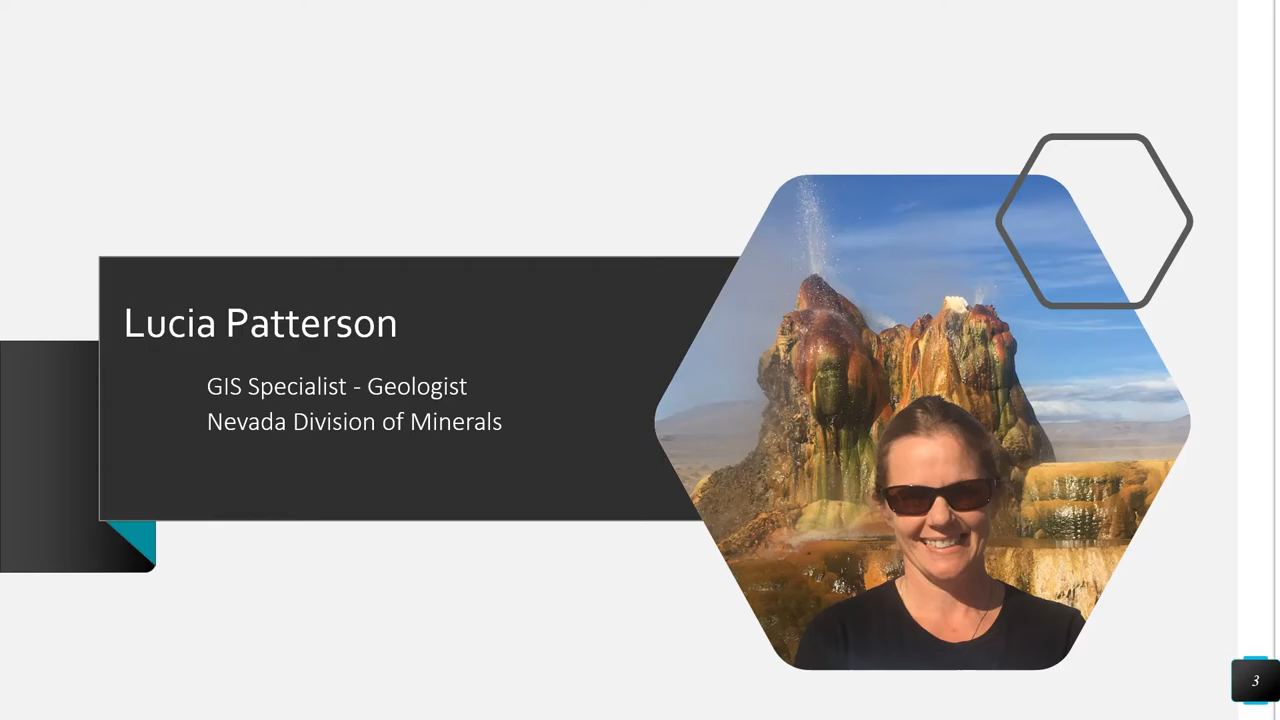 Lucia Patterson
GIS Specialist - Geologist
Nevada Division of Minerals
3